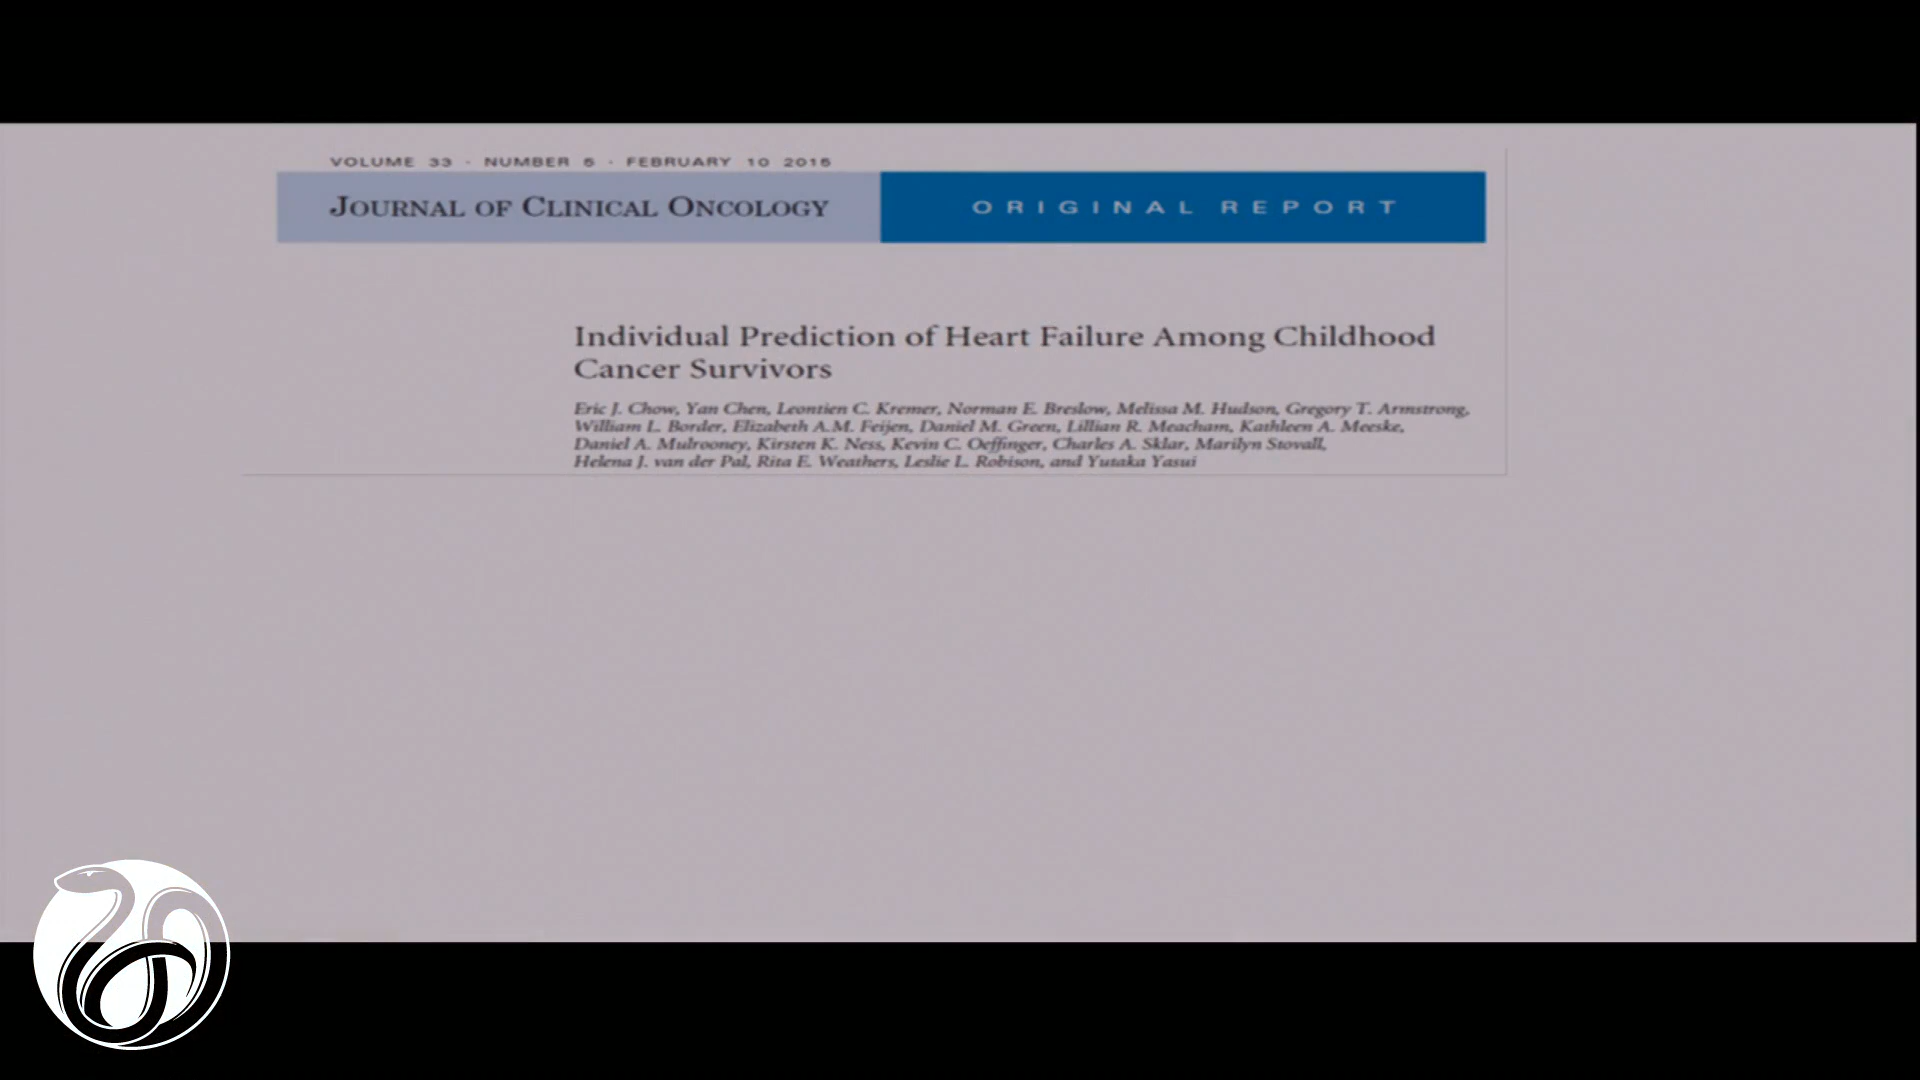 VOLUME 33 · NUMBER 5 · FEBRUARY 10 2015
JOURNAL OF CLINICAL ONCOLOGY
ORIGINAL REPORT
Individual Prediction of Heart Failure Among Childhood
Cancer Survivors
Eric J. Chow, Yan Chen, Leontien C. Kremer, Norman E. Breslow, Melissa M. Hudson, Gregory T. Armstrong,
William L. Border, Elizabeth A.M. Feijen, Daniel M. Green, Lillian R. Meacham, Kathleen A. Meeske,
Daniel A. Mulrooney, Kirsten K. Ness, Kevin C. Oeffinger, Charles A. Sklar, Marilyn Stovall,
Helena J. van der Pal, Rita E. Weathers, Leslie L. Robison, and Yutaka Yasui